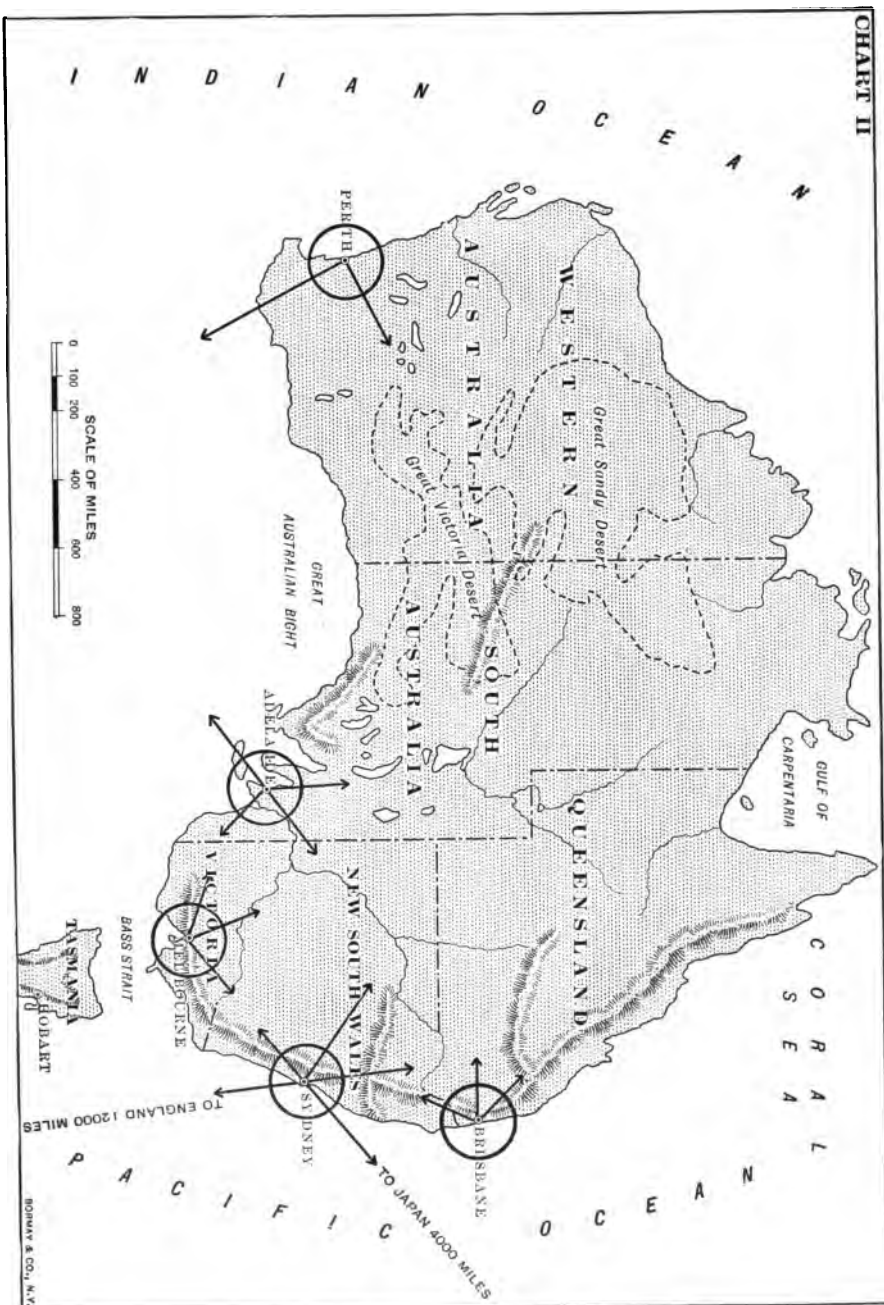 CHART II
INDIAN OCEAN
GULF OF
CARPENTARIA
CORAL
SEA
WESTERN
AUSTRALIA
Great Sandy Desert
Great Victoria Desert
SOUTH
AUSTRALIA
QUEENSLAND
NEW SOUTH WALES
VICTORIA
PERTH
ADELAIDE
MELBOURNE
SYDNEY
BRISBANE
GREAT
AUSTRALIAN BIGHT
BASS STRAIT
TASMANIA
HOBART
TO ENGLAND 12000 MILES
TO JAPAN 4000 MILES
PACIFIC OCEAN
0 100 200 400 600 800
SCALE OF MILES
BORMAY & CO., N.Y.